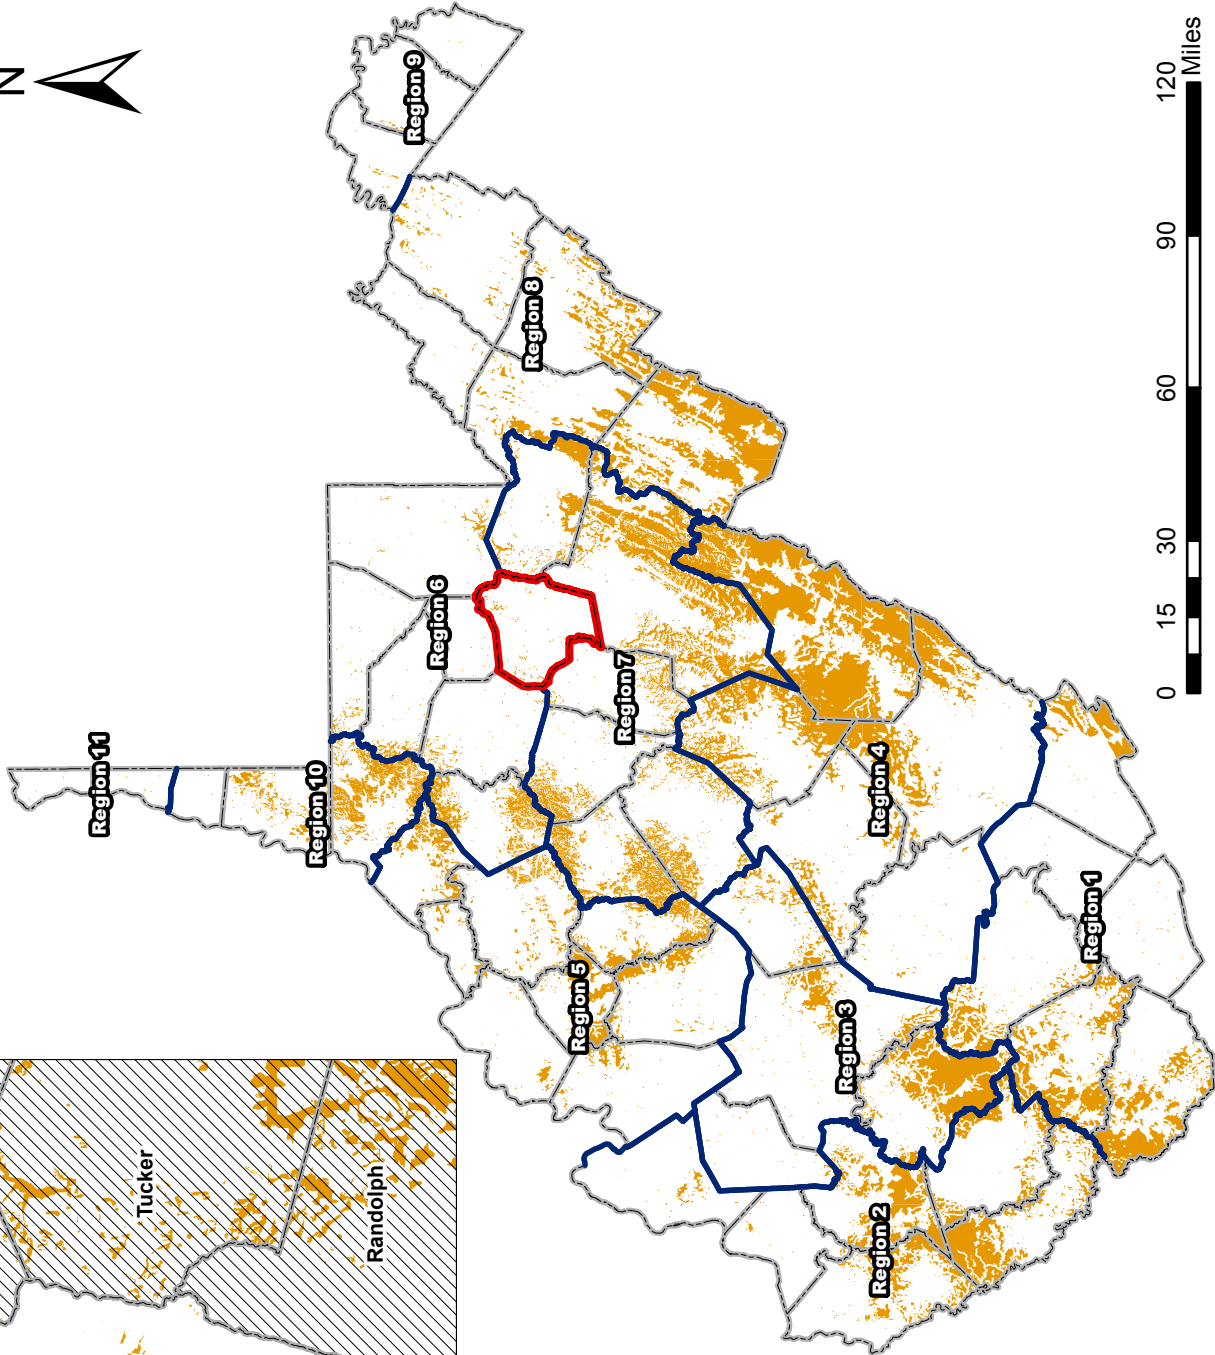 N
Region 9
Region 8
Region 6
Region 7
Region 11
Region 10
Region 4
Region 5
Region 3
Region 1
Region 2
Tucker
Randolph
0 15 30 60 90 120
Miles